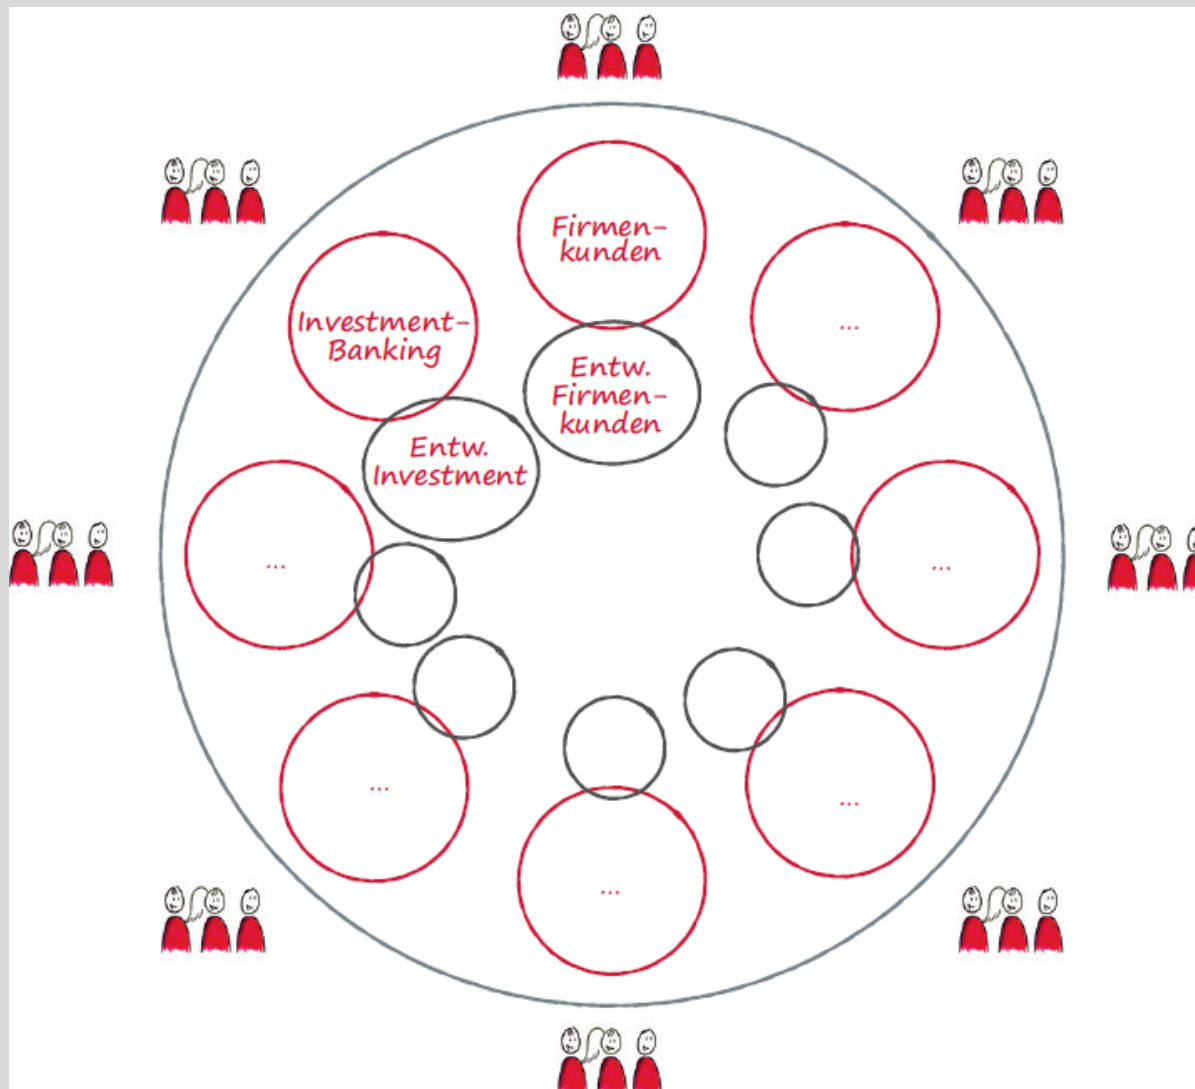 Firmen-
kunden
Investment-
Banking
...
Entw.
Firmen-
kunden
Entw.
Investment
...
...
...
...
...